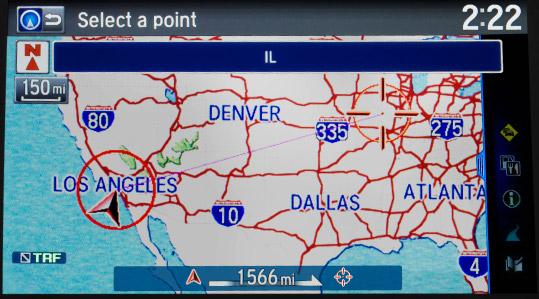 Select a point
2:22
N
IL
150 mi
80
DENVER
335
275
LOS ANGELES
10
DALLAS
ATLANTA
TRF
1566 mi
4